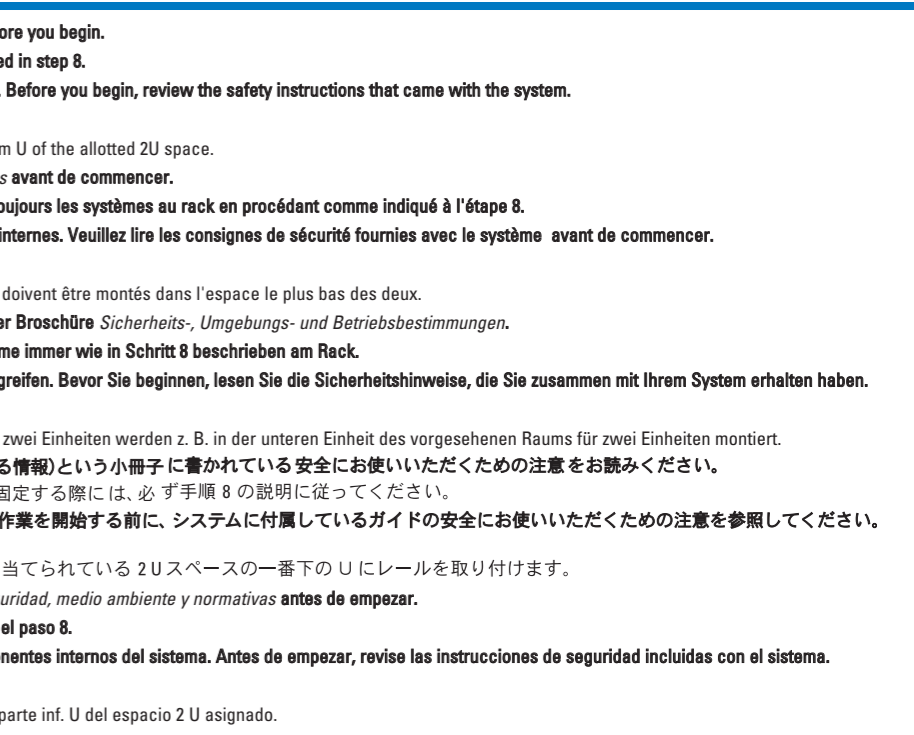 ore you begin.
ed in step 8.
. Before you begin, review the safety instructions that came with the system.
m U of the allotted 2U space.
s avant de commencer.
oujours les systèmes au rack en procédant comme indiqué à l'étape 8.
internes. Veuillez lire les consignes de sécurité fournies avec le système avant de commencer.
doivent être montés dans l'espace le plus bas des deux.
er Broschüre Sicherheits-, Umgebungs- und Betriebsbestimmungen.
me immer wie in Schritt 8 beschrieben am Rack.
greifen. Bevor Sie beginnen, lesen Sie die Sicherheitshinweise, die Sie zusammen mit Ihrem System erhalten haben.
zwei Einheiten werden z. B. in der unteren Einheit des vorgesehenen Raums für zwei Einheiten montiert.
る情報)という小冊子に書かれている安全にお使いいただくための注意をお読みください。
固定する際には、必ず手順 8 の説明に従ってください。
作業を開始する前に、システムに付属しているガイドの安全にお使いいただくための注意を参照してください。
当てられている 2 U スペースの一番下の U にレールを取り付けます。
uridad, medio ambiente y normativas antes de empezar.
el paso 8.
nentes internos del sistema. Antes de empezar, revise las instrucciones de seguridad incluidas con el sistema.
parte inf. U del espacio 2 U asignado.